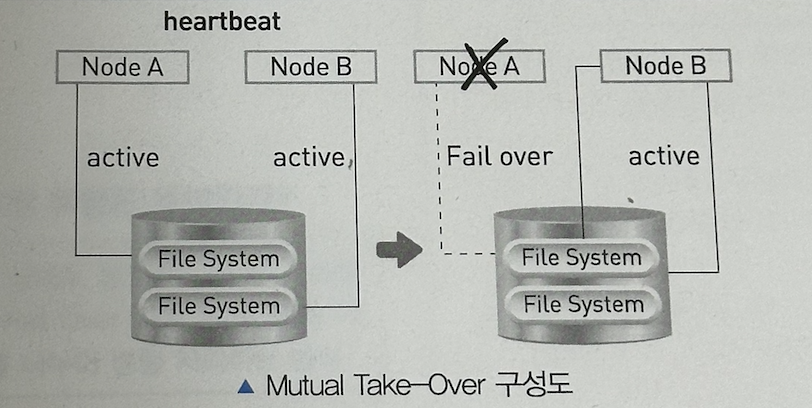 heartbeat
Node A
Node B
Node A
Node B
active
active
Fail over
active
File System
File System
File System
File System
▲ Mutual Take-Over 구성도